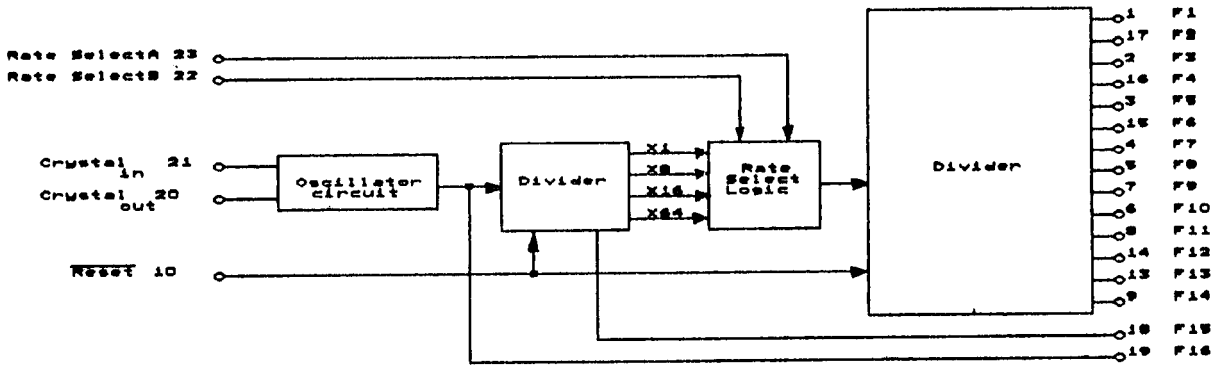 Rate SelectA 23
Rate SelectB 22
Crystal in 21
Crystal out 20
Reset 10
Oscillator
circuit
Divider
X1
X8
X16
X64
Rate
Select
Logic
Divider
1 F1
17 F2
2 F3
16 F4
3 F5
15 F6
4 F7
5 F8
7 F9
6 F10
8 F11
14 F12
13 F13
9 F14
18 F15
19 F16